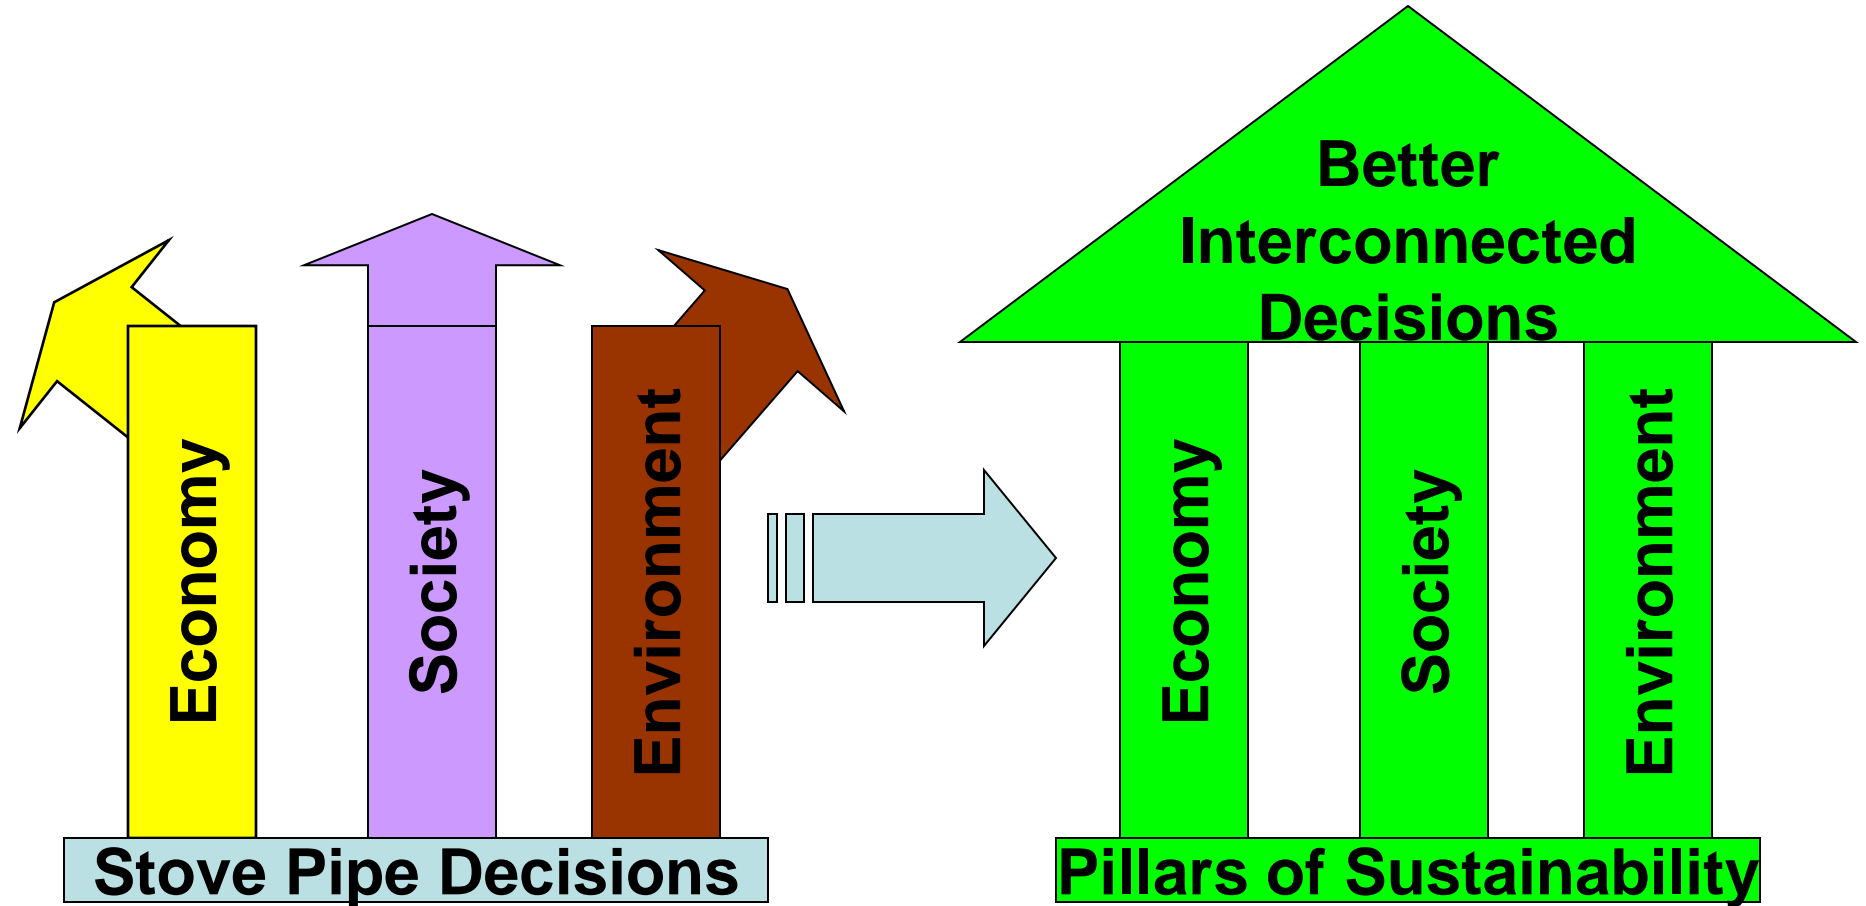 Economy
Society
Environment
Stove Pipe Decisions
Better
Interconnected
Decisions
Economy
Society
Environment
Pillars of Sustainability